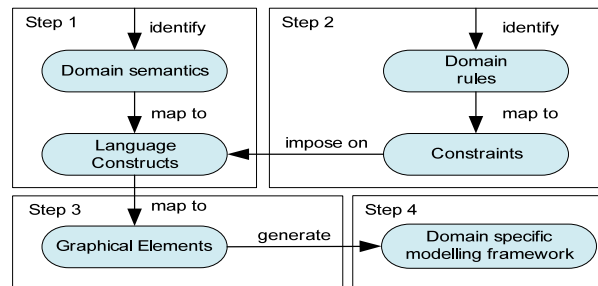 Step 1
identify
Domain semantics
map to
Language
Constructs
Step 2
identify
Domain
rules
map to
impose on
Constraints
Step 3
map to
Graphical Elements
generate
Step 4
Domain specific
modelling framework